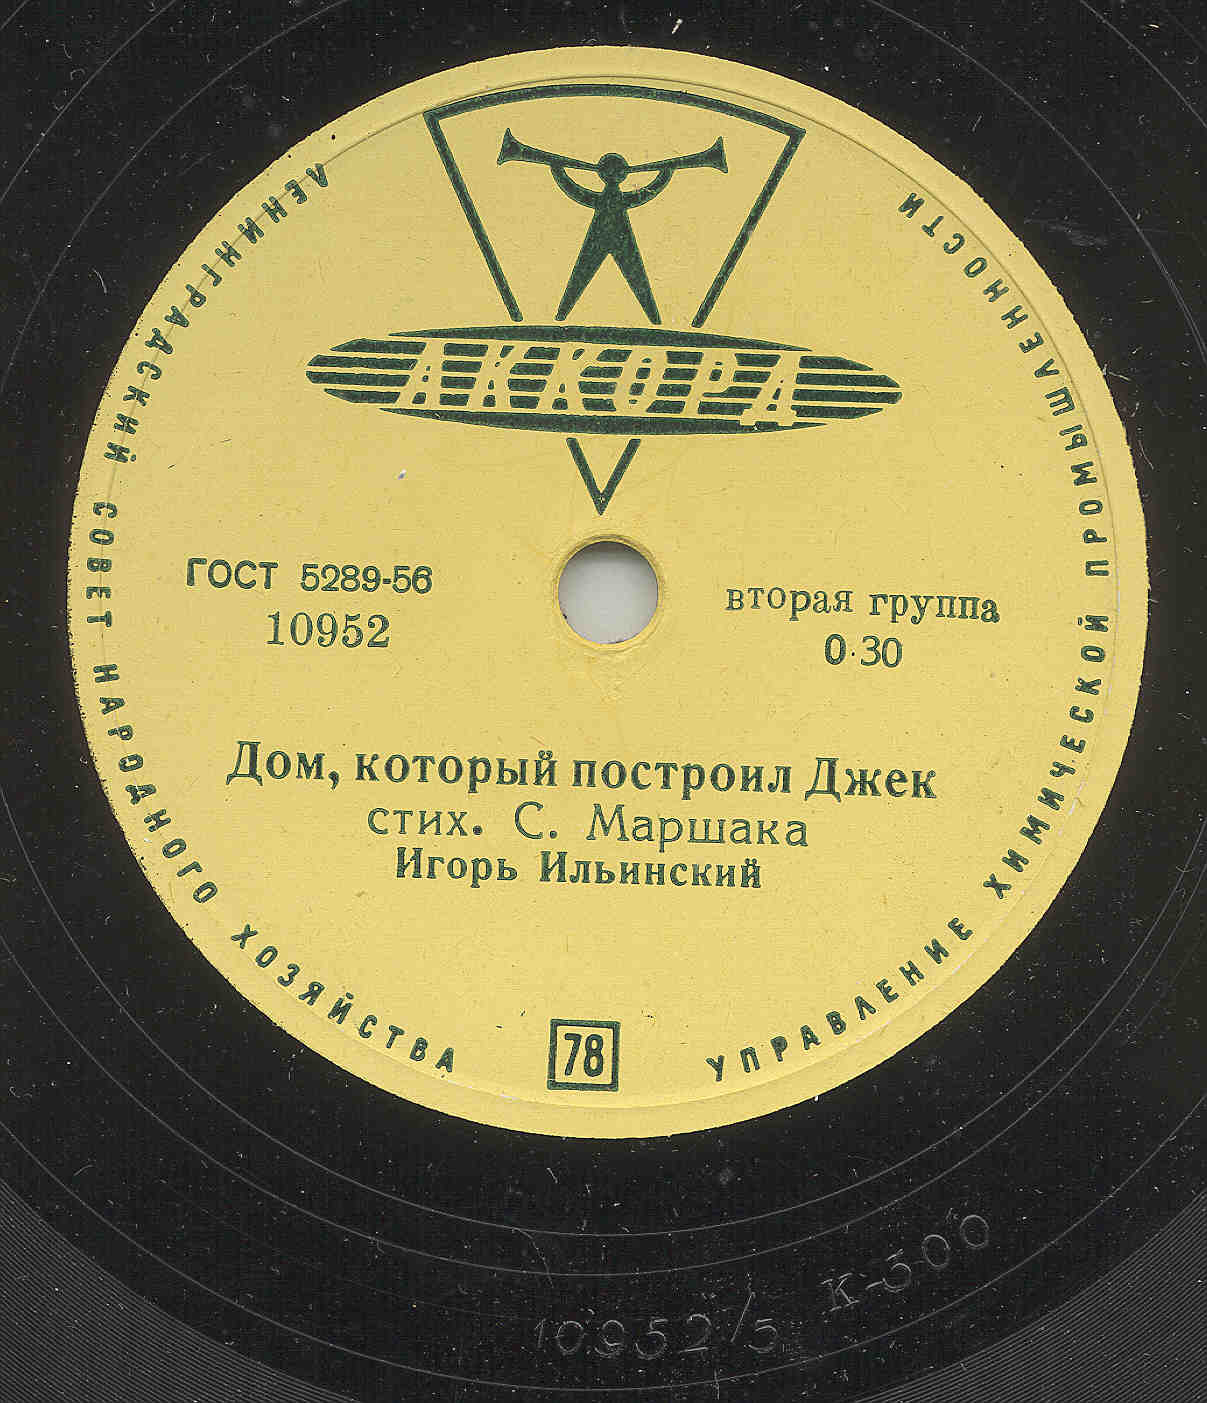 АККОРД
ЛЕНИНГРАДСКИЙ СОВЕТ НАРОДНОГО ХОЗЯЙСТВА
УПРАВЛЕНИЕ ХИМИЧЕСКОЙ ПРОМЫШЛЕННОСТИ
ГОСТ 5289-56
10952
вторая группа
0·30
Дом, который построил Джек
стих. С. Маршака
Игорь Ильинский
78
10952/5 К-300